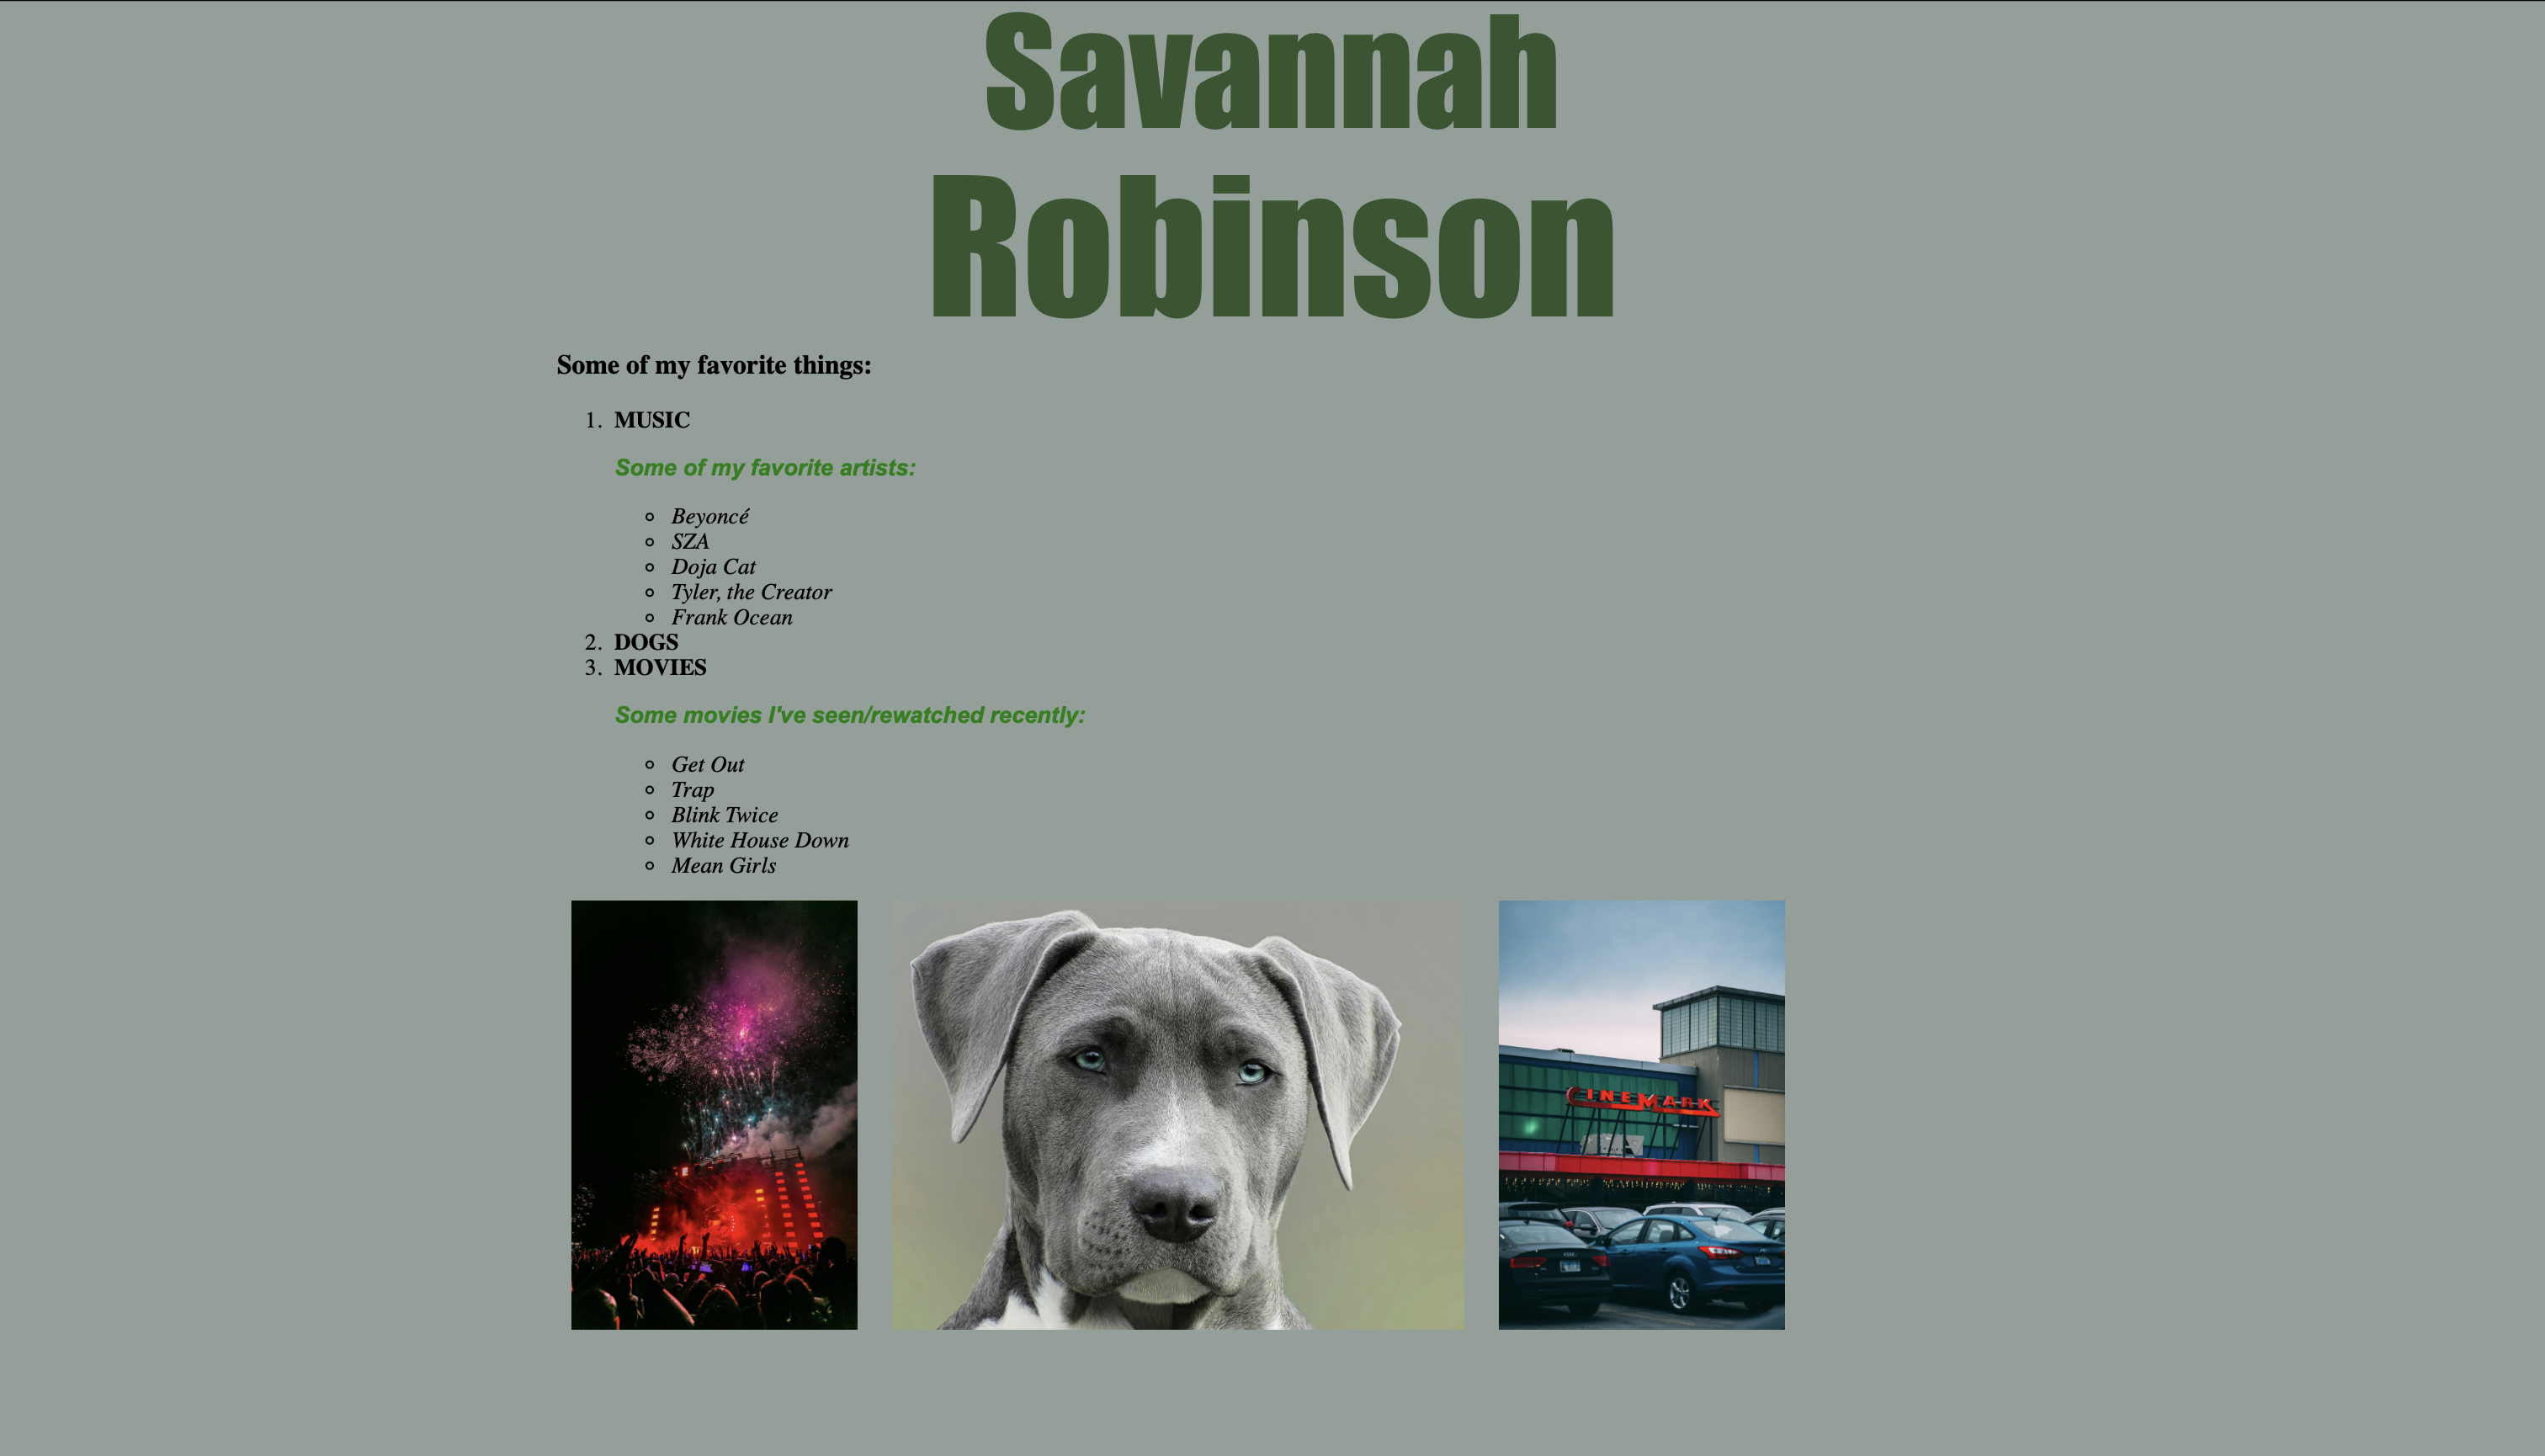 Savannah
Robinson
Some of my favorite things:
1. MUSIC
Some of my favorite artists:
Beyoncé
SZA
Doja Cat
Tyler, the Creator
Frank Ocean
2. DOGS
3. MOVIES
Some movies I've seen/rewatched recently:
Get Out
Trap
Blink Twice
White House Down
Mean Girls
CINEMARK